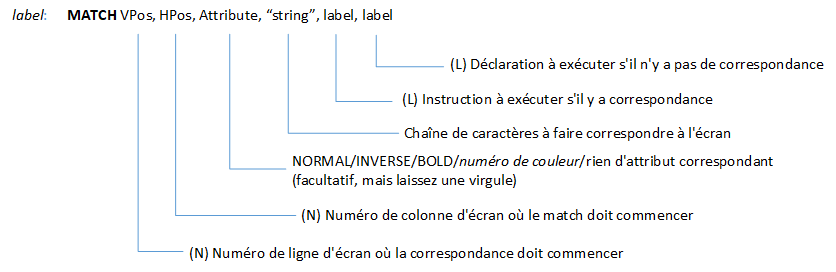 label: MATCH VPos, HPos, Attribute, “string”, label, label
(L) Déclaration à exécuter s'il n'y a pas de correspondance
(L) Instruction à exécuter s'il y a correspondance
Chaîne de caractères à faire correspondre à l'écran
NORMAL/INVERSE/BOLD/numéro de couleur/rien d'attribut correspondant
(facultatif, mais laissez une virgule)
(N) Numéro de colonne d'écran où le match doit commencer
(N) Numéro de ligne d'écran où la correspondance doit commencer